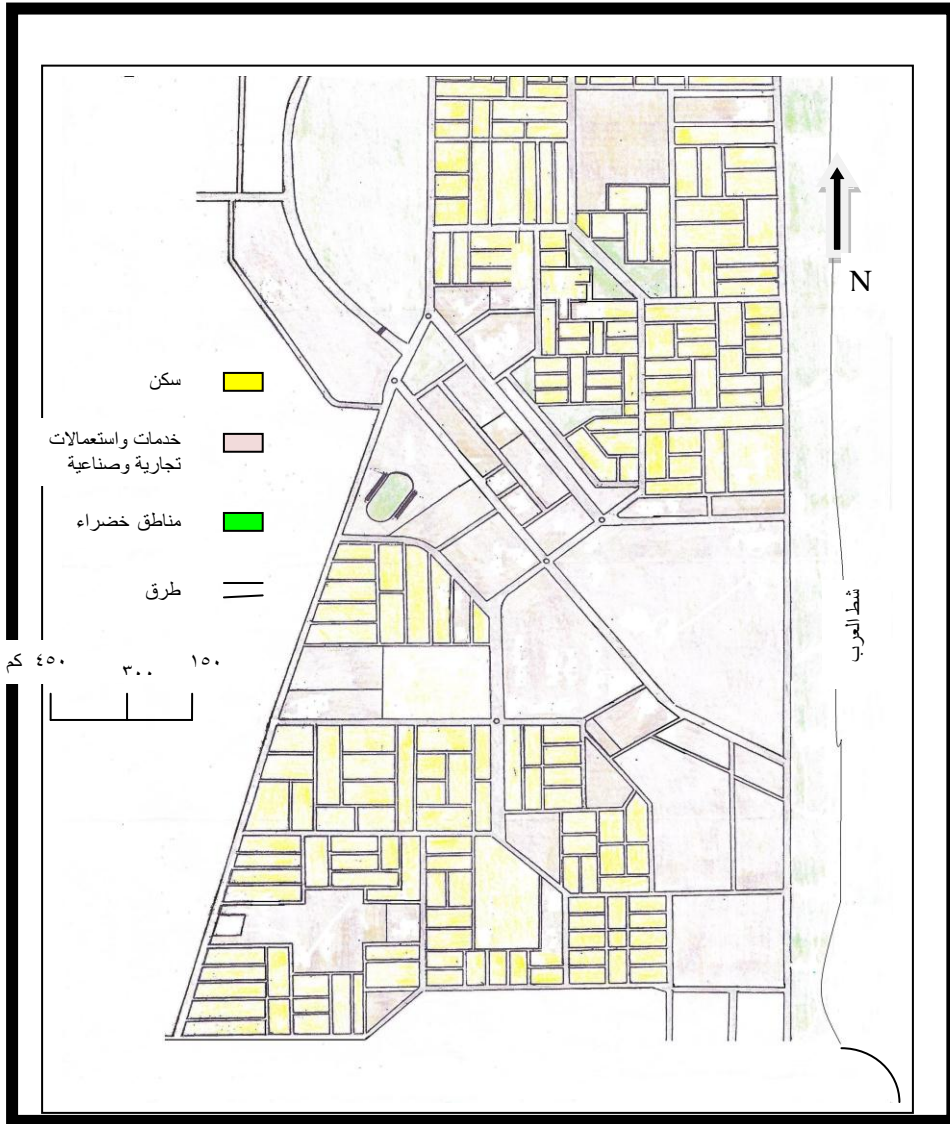 N
سكن
خدمات واستعمالات
تجارية وصناعية
مناطق خضراء
طرق
شط العرب
٤٥٠ كم
٣٠٠
١٥٠